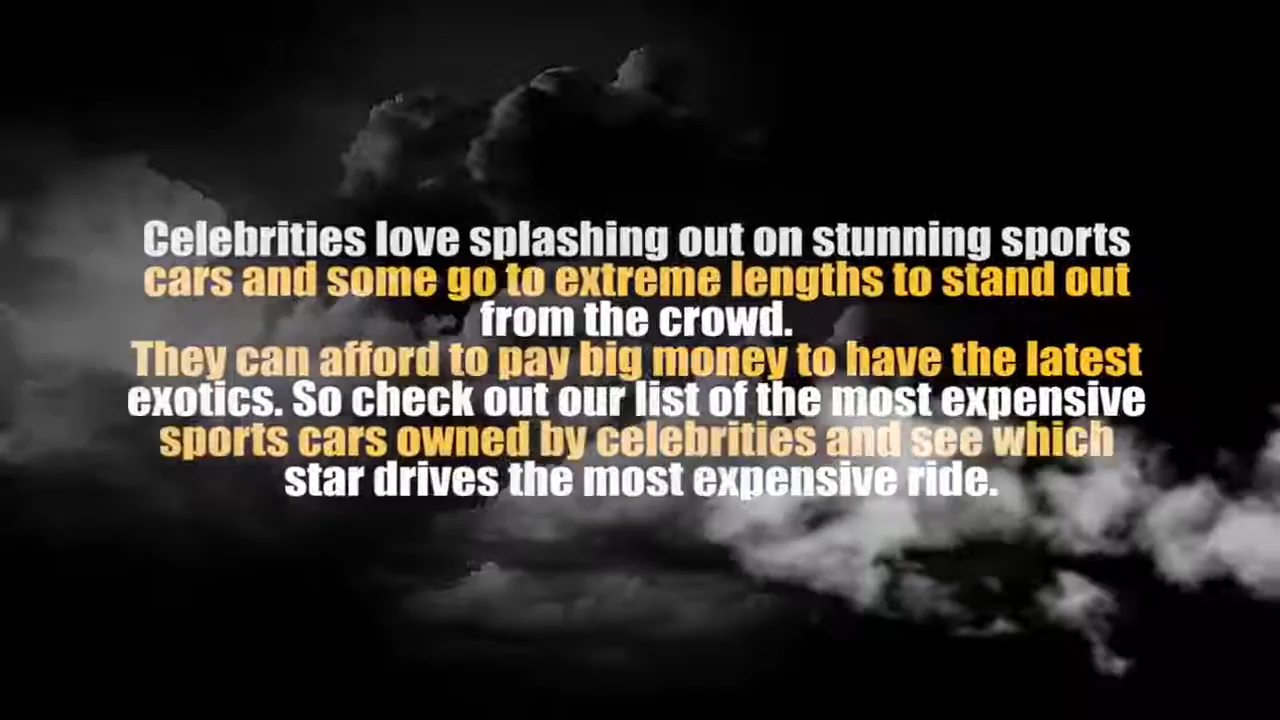 Celebrities love splashing out on stunning sports
cars and some go to extreme lengths to stand out
from the crowd.
They can afford to pay big money to have the latest
exotics. So check out our list of the most expensive
sports cars owned by celebrities and see which
star drives the most expensive ride.